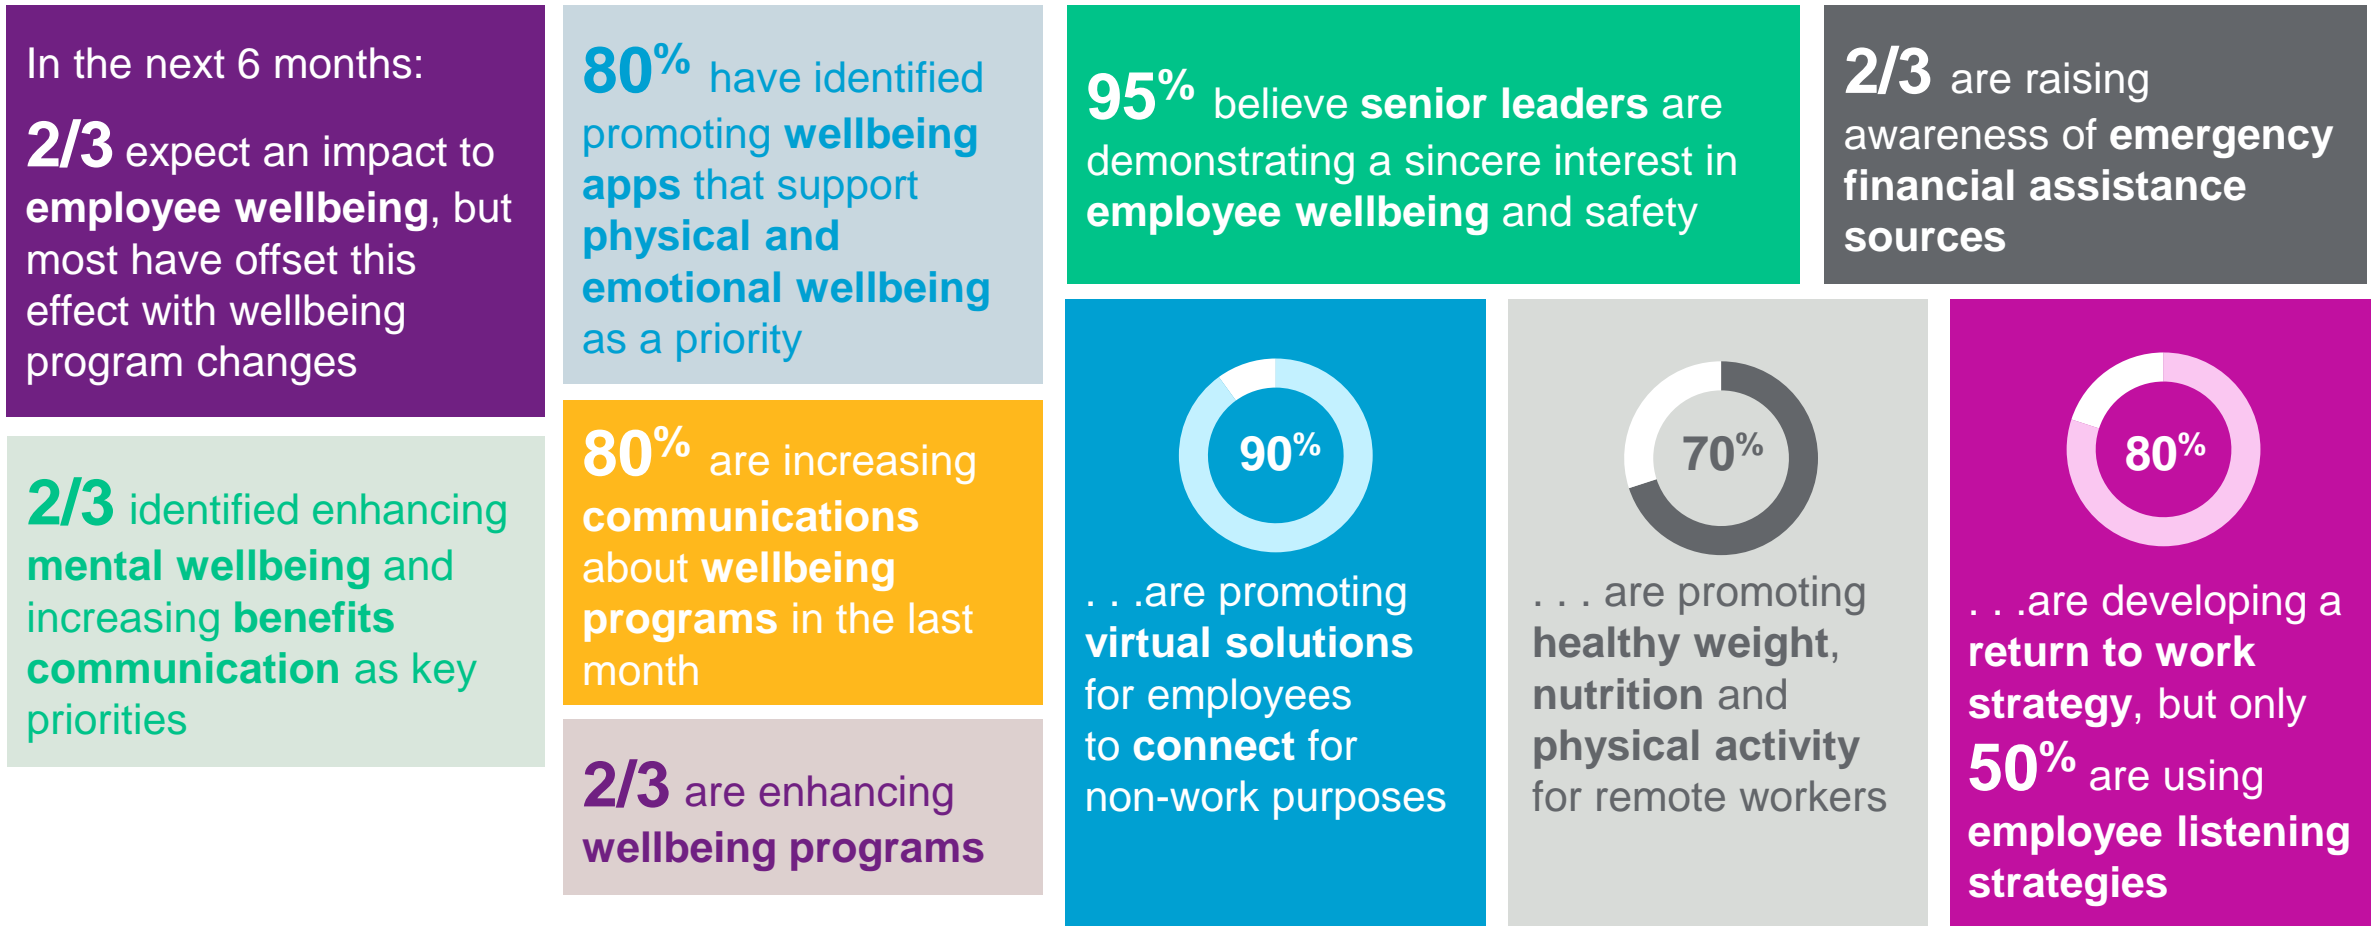 In the next 6 months:
2/3 expect an impact to
employee wellbeing, but
most have offset this
effect with wellbeing
program changes
2/3 identified enhancing
mental wellbeing and
increasing benefits
communication as key
priorities
80% have identified
promoting wellbeing
apps that support
physical and
emotional wellbeing
as a priority
80% are increasing
communications
about wellbeing
programs in the last
month
2/3 are enhancing
wellbeing programs
95% believe senior leaders are
demonstrating a sincere interest in
employee wellbeing and safety
2/3 are raising
awareness of emergency
financial assistance
sources
90%
. . .are promoting
virtual solutions
for employees
to connect for
non-work purposes
70%
. . . are promoting
healthy weight,
nutrition and
physical activity
for remote workers
80%
. . .are developing a
return to work
strategy, but only
50% are using
employee listening
strategies